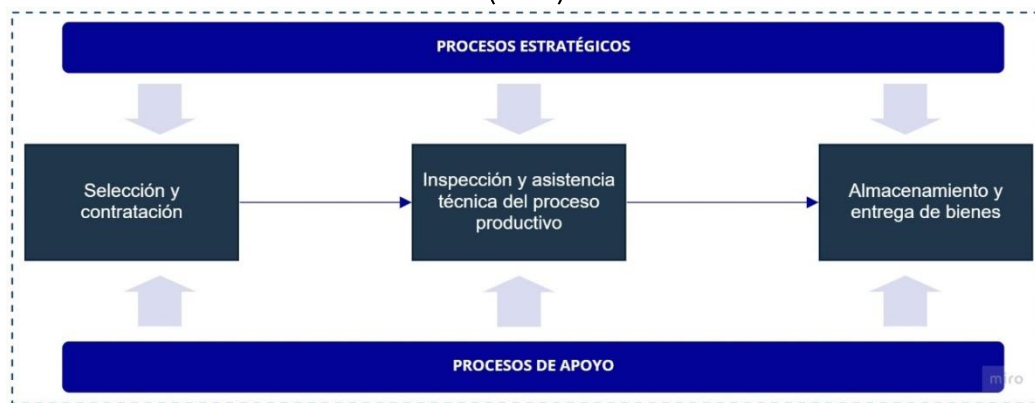 PROCESOS ESTRATÉGICOS
Selección y
contratación
Inspección y asistencia
técnica del proceso
productivo
Almacenamiento y
entrega de bienes
PROCESOS DE APOYO
miro